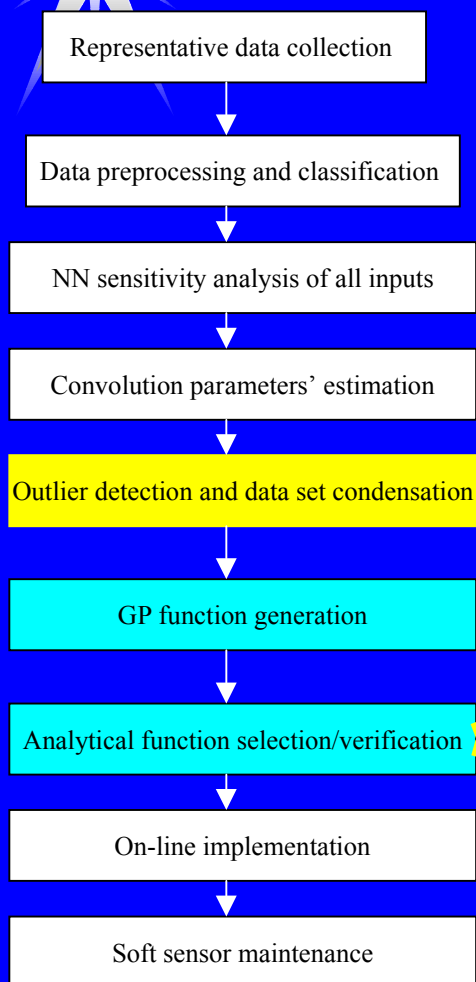 Representative data collection
Data preprocessing and classification
NN sensitivity analysis of all inputs
Convolution parameters’ estimation
Outlier detection and data set condensation
GP function generation
Analytical function selection/verification
On-line implementation
Soft sensor maintenance